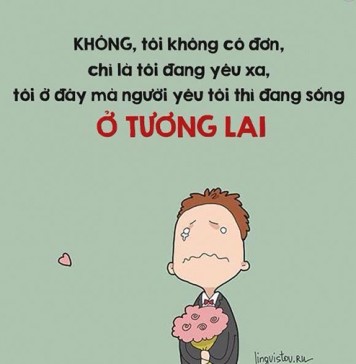 KHÔNG, tôi không cô đơn,
chỉ là tôi đang yêu xa,
tôi ở đây mà người yêu tôi thì đang sống
Ở TƯƠNG LAI
lingvistov.ru